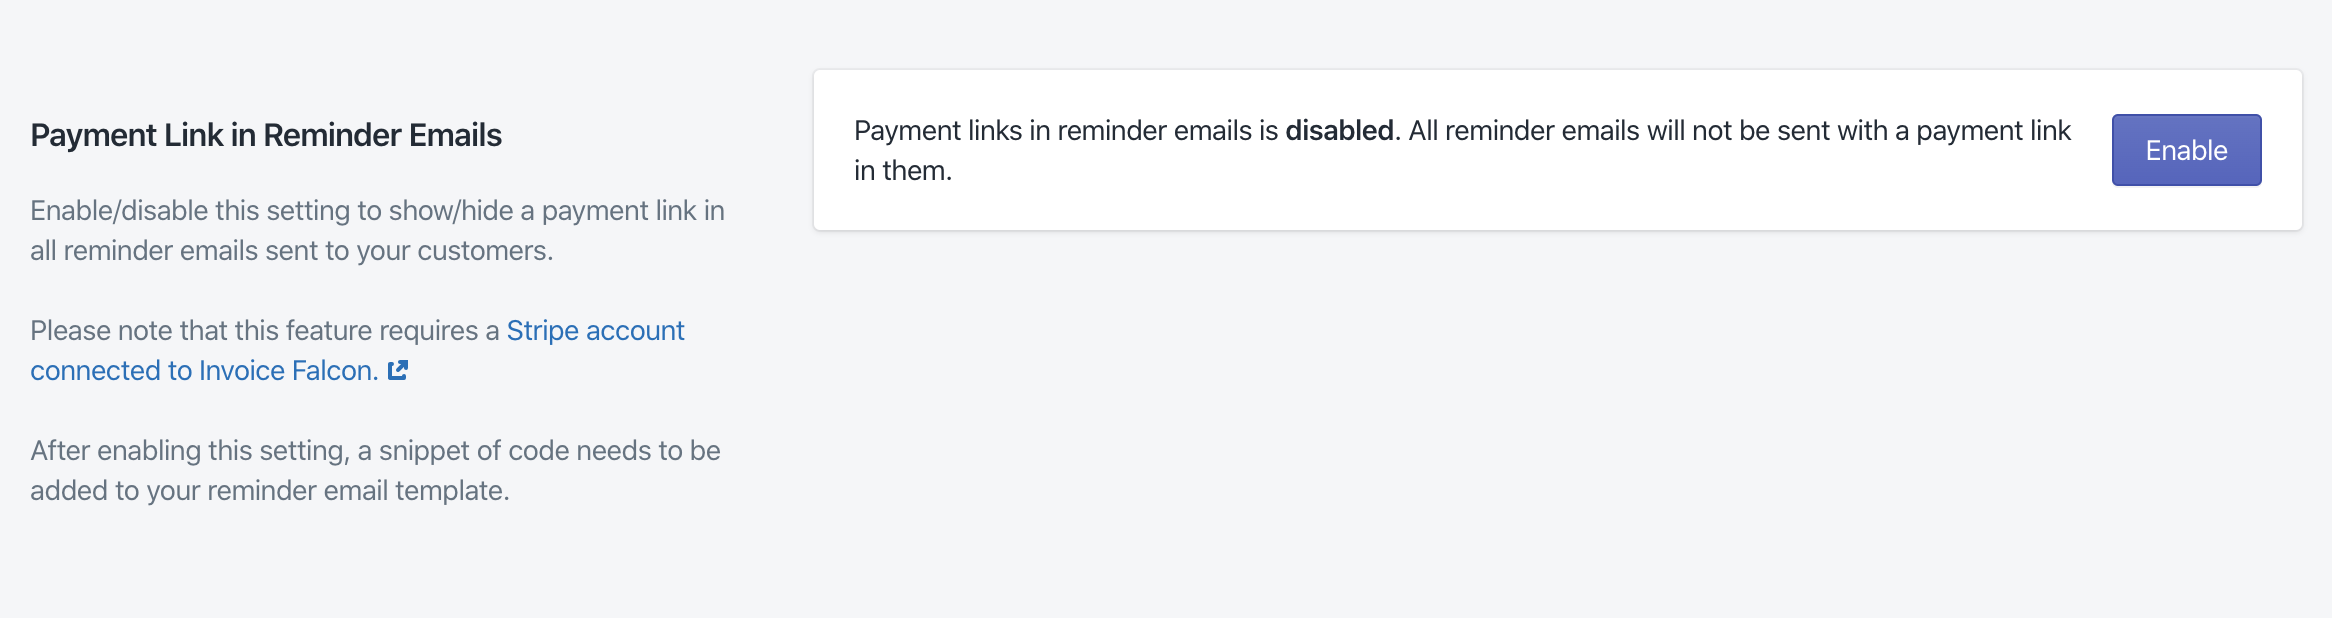 Payment Link in Reminder Emails
Enable/disable this setting to show/hide a payment link in
all reminder emails sent to your customers.
Please note that this feature requires a Stripe account
connected to Invoice Falcon.
After enabling this setting, a snippet of code needs to be
added to your reminder email template.
Payment links in reminder emails is disabled. All reminder emails will not be sent with a payment link
in them.
Enable